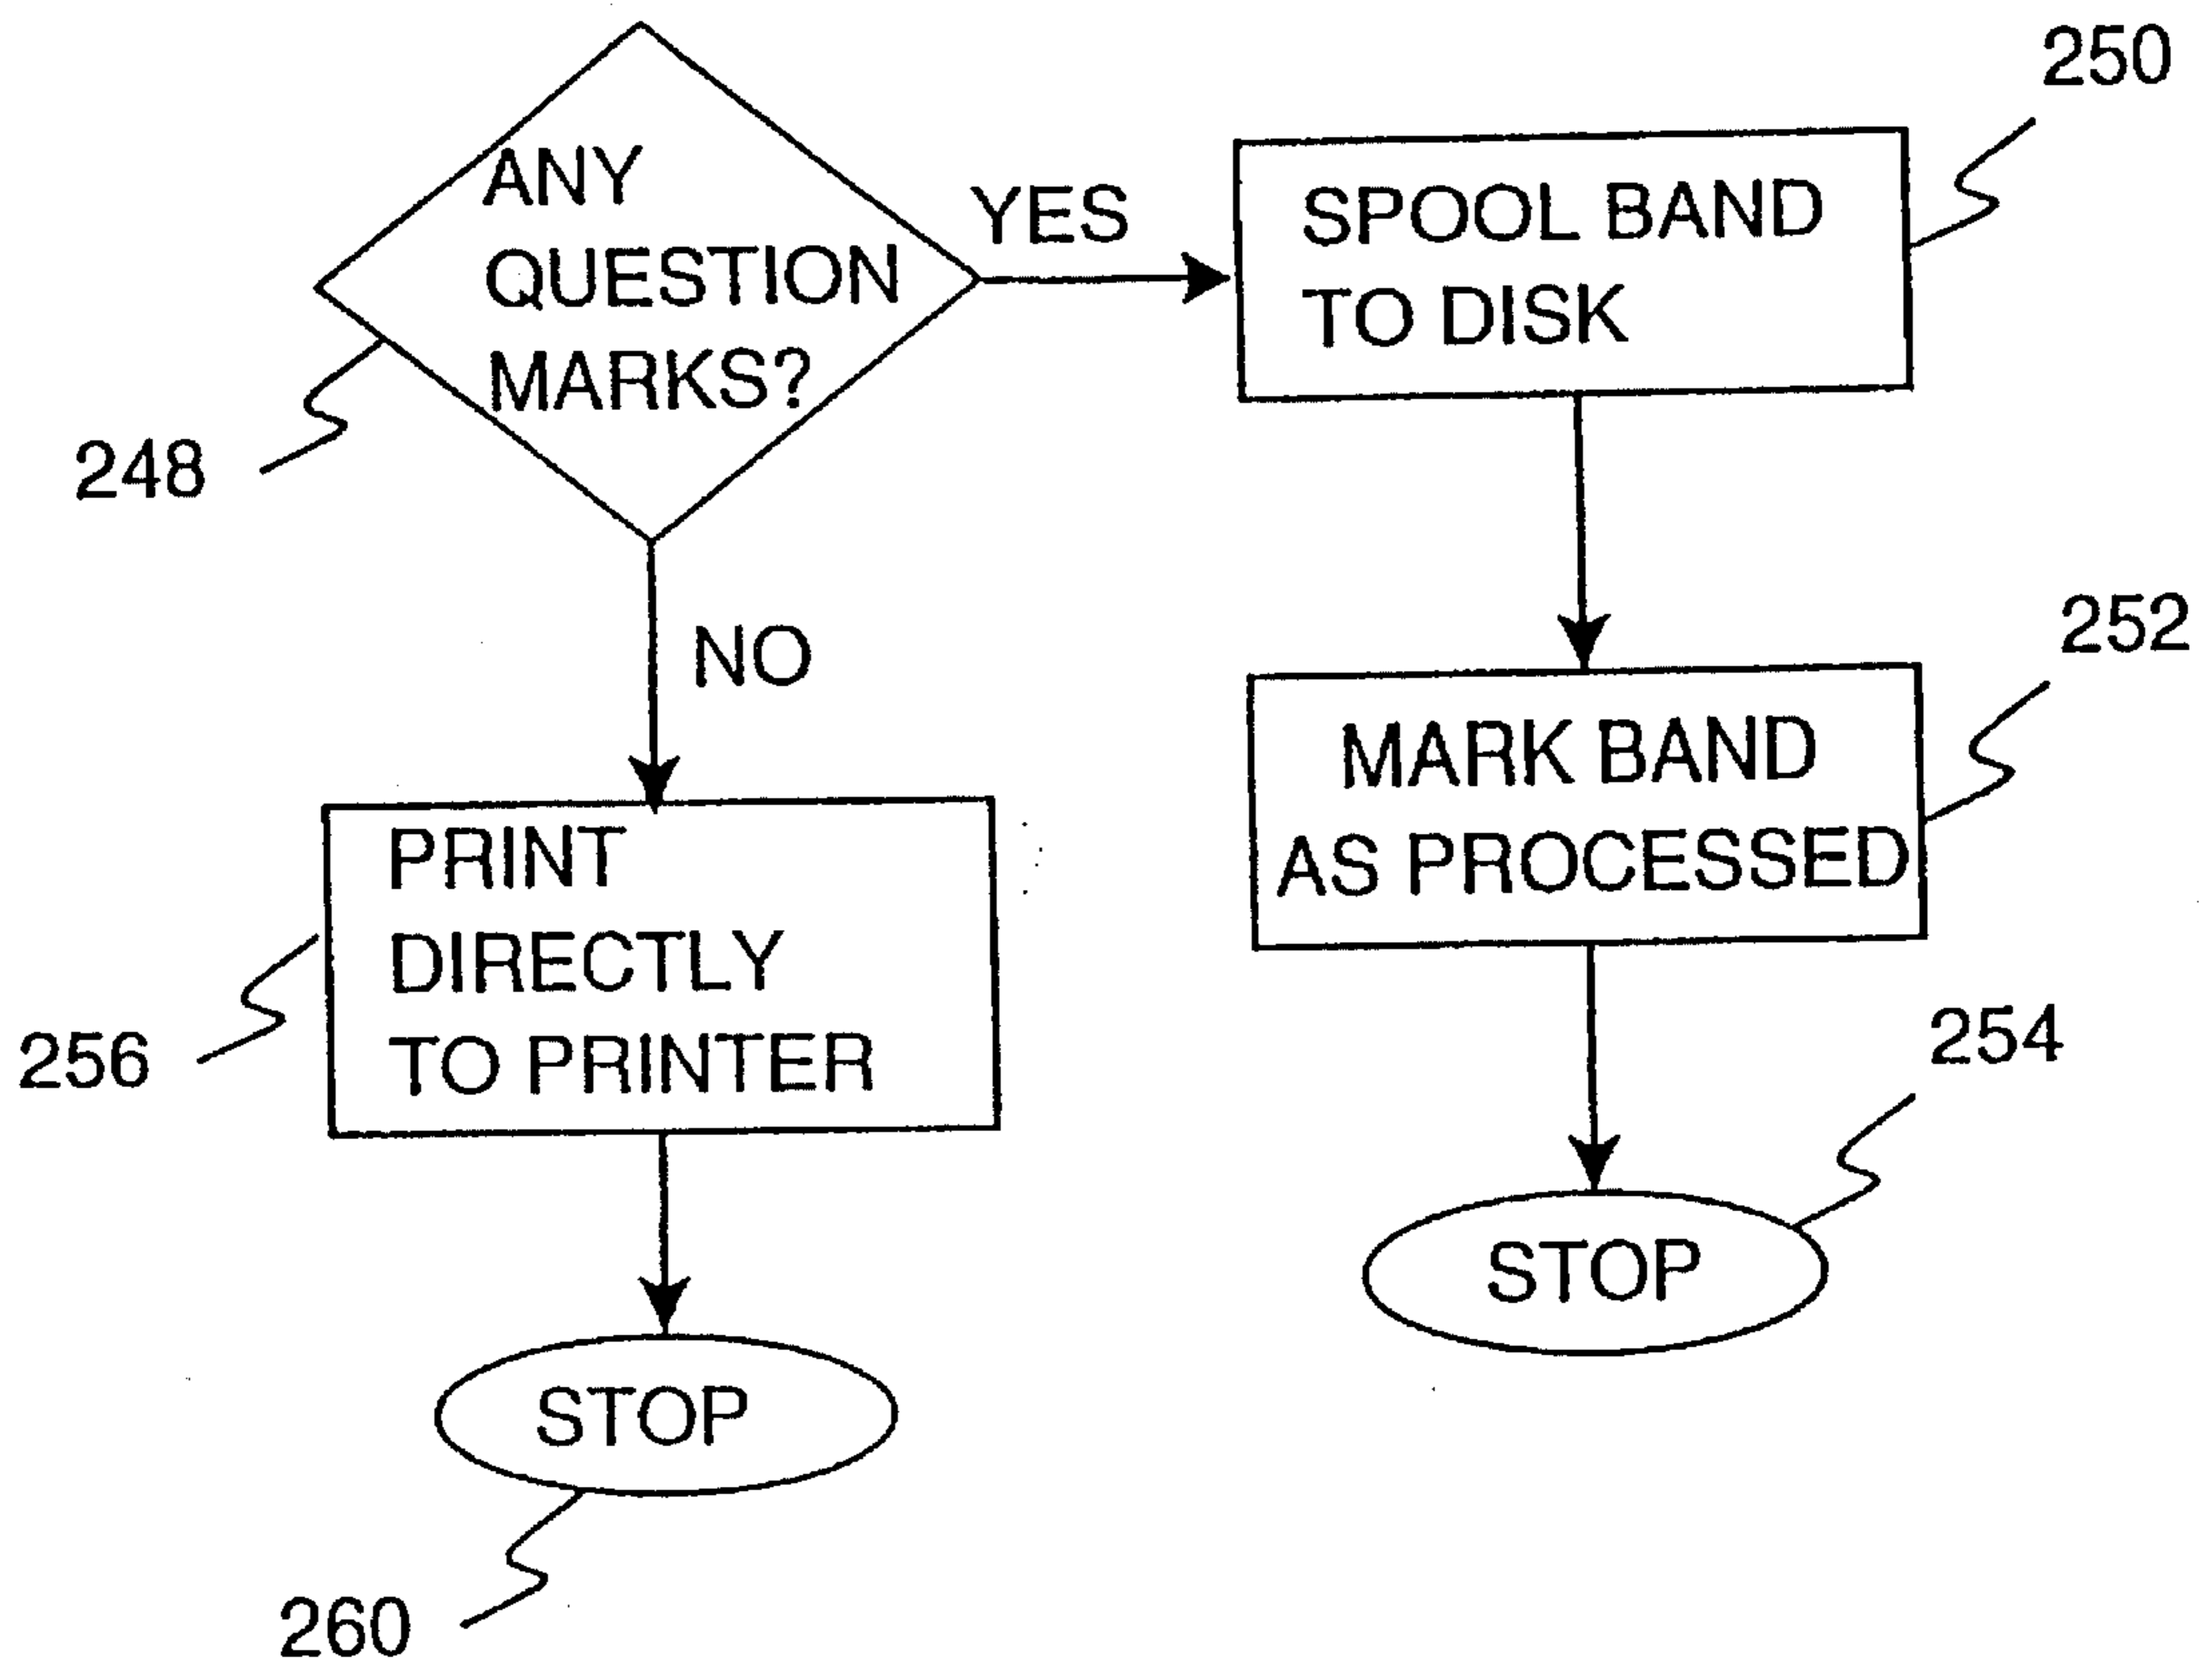 250
ANY
QUESTION
MARKS?
YES
SPOOL BAND
TO DISK
248
NO
252
MARK BAND
AS PROCESSED
PRINT
DIRECTLY
TO PRINTER
256
254
STOP
STOP
260